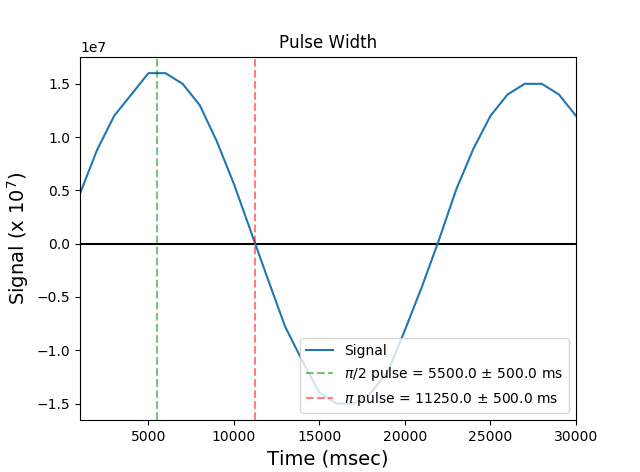 Pulse Width
1e7
1.5
1.0
0.5
0.0
−0.5
−1.0
−1.5
Signal (x 10⁷)
Signal
π/2 pulse = 5500.0 ± 500.0 ms
π pulse = 11250.0 ± 500.0 ms
5000 10000 15000 20000 25000 30000
Time (msec)